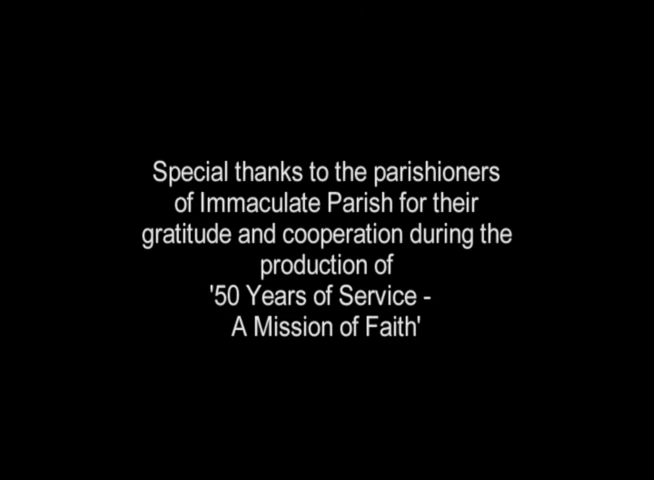 Special thanks to the parishioners
of Immaculate Parish for their
gratitude and cooperation during the
production of
'50 Years of Service -
A Mission of Faith'